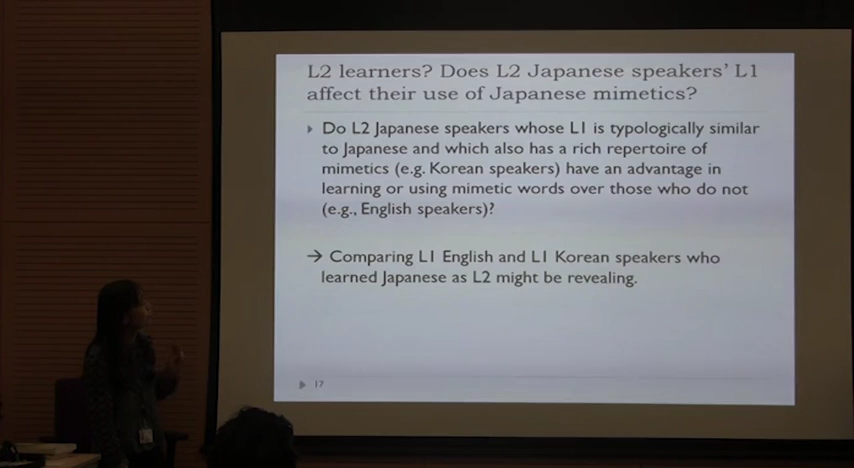 L2 learners? Does L2 Japanese speakers' L1
affect their use of Japanese mimetics?
Do L2 Japanese speakers whose L1 is typologically similar
to Japanese and which also has a rich repertoire of
mimetics (e.g. Korean speakers) have an advantage in
learning or using mimetic words over those who do not
(e.g., English speakers)?
→ Comparing L1 English and L1 Korean speakers who
learned Japanese as L2 might be revealing.
17